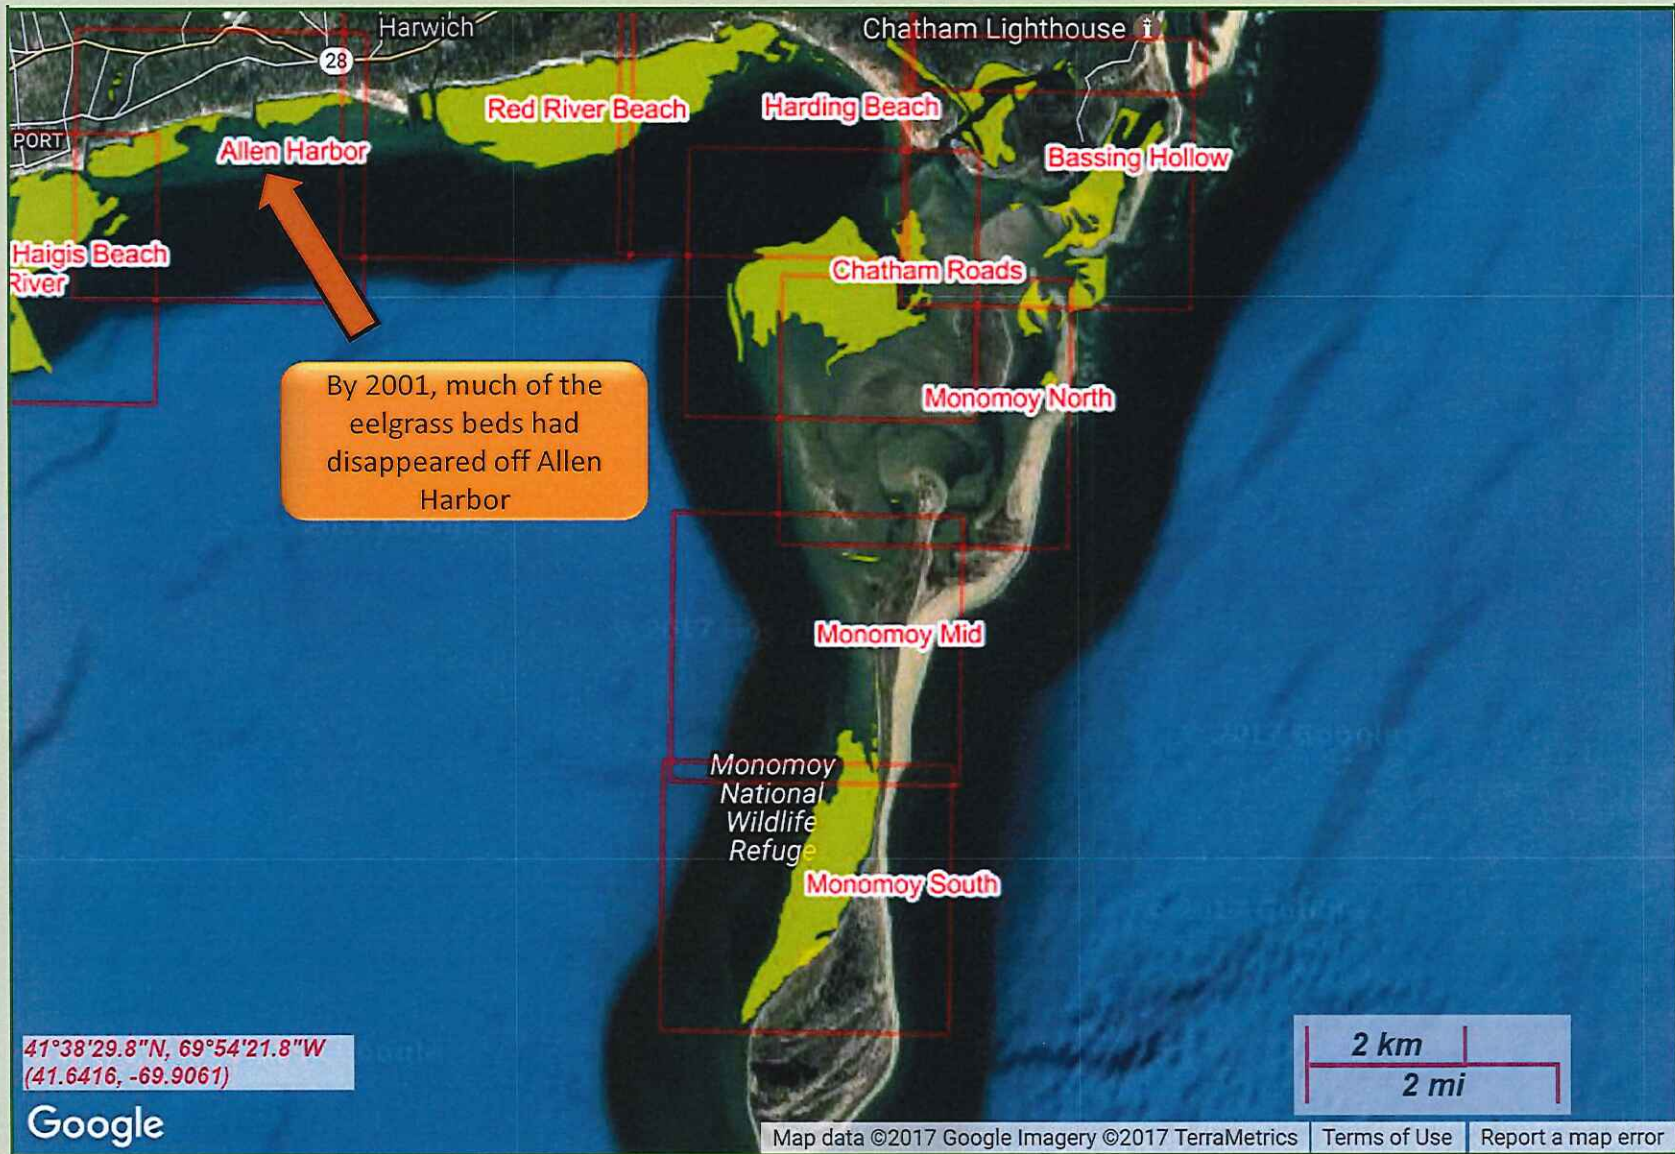 Harwich
Chatham Lighthouse
28
Red River Beach
Harding Beach
PORT
Allen Harbor
Bassing Hollow
Haigis Beach
River
Chatham Roads
By 2001, much of the
eelgrass beds had
disappeared off Allen
Harbor
Monomoy North
Monomoy Mid
Monomoy
National
Wildlife
Refuge
Monomoy South
41°38'29.8"N, 69°54'21.8"W
(41.6416, -69.9061)
2 km
2 mi
Google
Map data ©2017 Google Imagery ©2017 TerraMetrics
Terms of Use
Report a map error